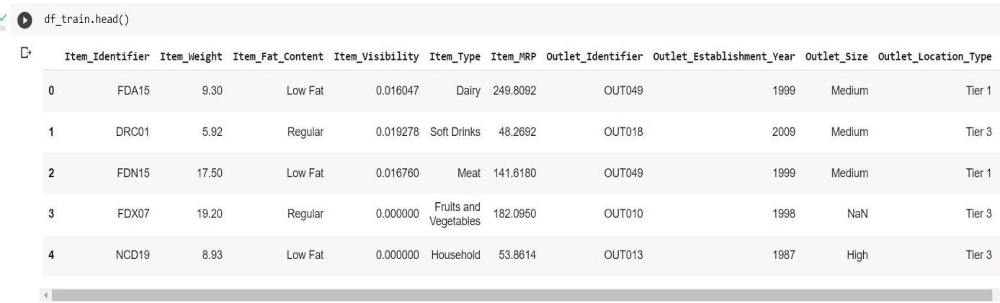 df_train.head()
0s
Item_Identifier Item_Weight Item_Fat_Content Item_Visibility Item_Type Item_MRP Outlet_Identifier Outlet_Establishment_Year Outlet_Size Outlet_Location_Type
0 FDA15 9.30 Low Fat 0.016047 Dairy 249.8092 OUT049 1999 Medium Tier 1
1 DRC01 5.92 Regular 0.019278 Soft Drinks 48.2692 OUT018 2009 Medium Tier 3
2 FDN15 17.50 Low Fat 0.016760 Meat 141.6180 OUT049 1999 Medium Tier 1
3 FDX07 19.20 Regular 0.000000 Fruits and Vegetables 182.0950 OUT010 1998 NaN Tier 3
4 NCD19 8.93 Low Fat 0.000000 Household 53.8614 OUT013 1987 High Tier 3